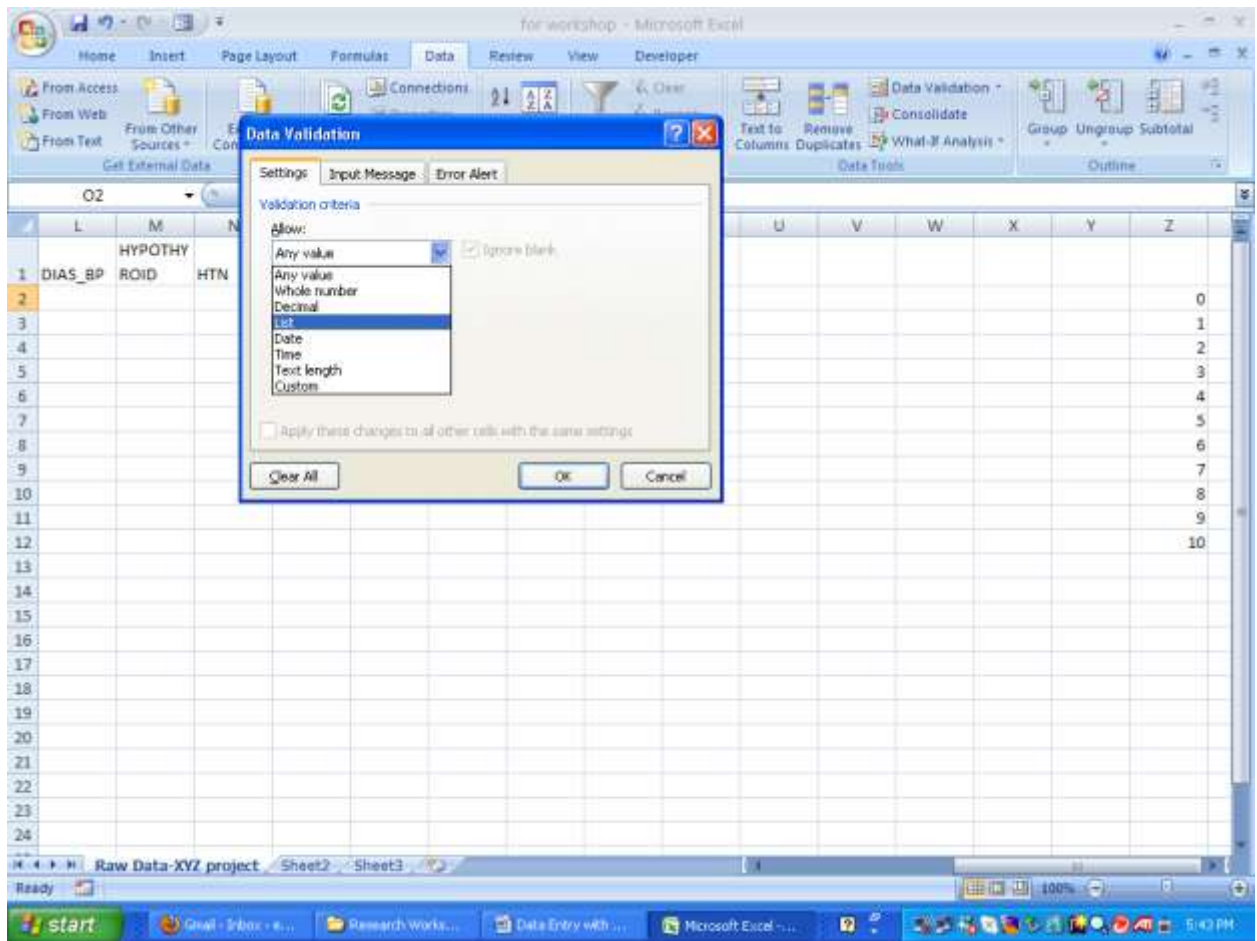 for workshop - Microsoft Excel
Home Insert Page Layout Formulas Data Review View Developer
From Access
From Web
From Text
From Other Sources
Get External Data
Connections
Clear
Text to Columns
Remove Duplicates
Data Validation
Consolidate
What-If Analysis
Data Tools
Group Ungroup Subtotal
Outline
O2
Data Validation
Settings Input Message Error Alert
Validation criteria
Allow:
Any value
Ignore blank
Any value
Whole number
Decimal
List
Date
Time
Text length
Custom
Apply these changes to all other cells with the same settings
Clear All OK Cancel
L M N U V W X Y Z
1 DIAS_BP HYPOTHY
ROID HTN
2 0
3 1
4 2
5 3
6 4
7 5
8 6
9 7
10 8
11 9
12 10
13
14
15
16
17
18
19
20
21
22
23
24
Raw Data-XYZ project Sheet2 Sheet3
Ready 100%
start Gmail - Inbox - e... Research Works... Data Entry with ... Microsoft Excel -... 5:43 PM